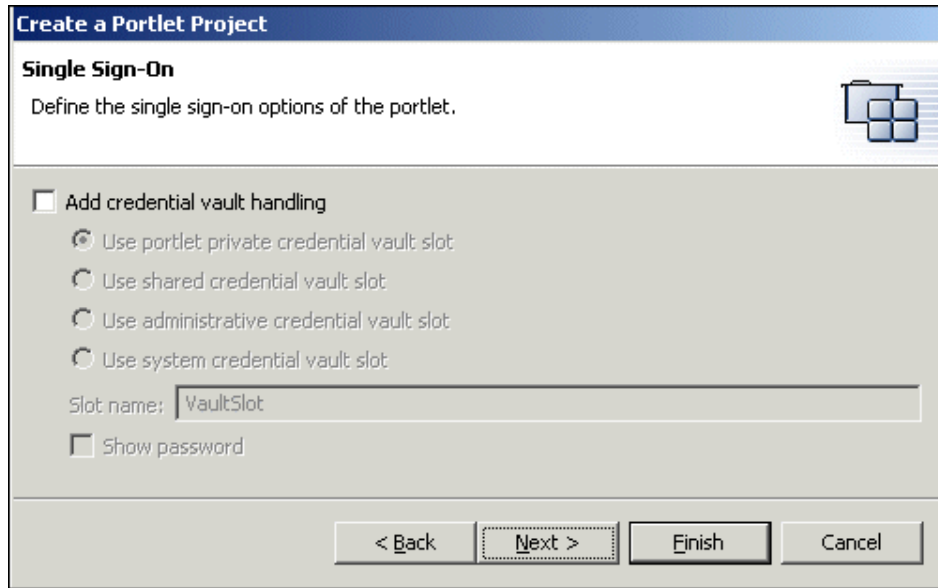 Create a Portlet Project
Single Sign-On
Define the single sign-on options of the portlet.
Add credential vault handling
Use portlet private credential vault slot
Use shared credential vault slot
Use administrative credential vault slot
Use system credential vault slot
Slot name: VaultSlot
Show password
< Back Next > Finish Cancel